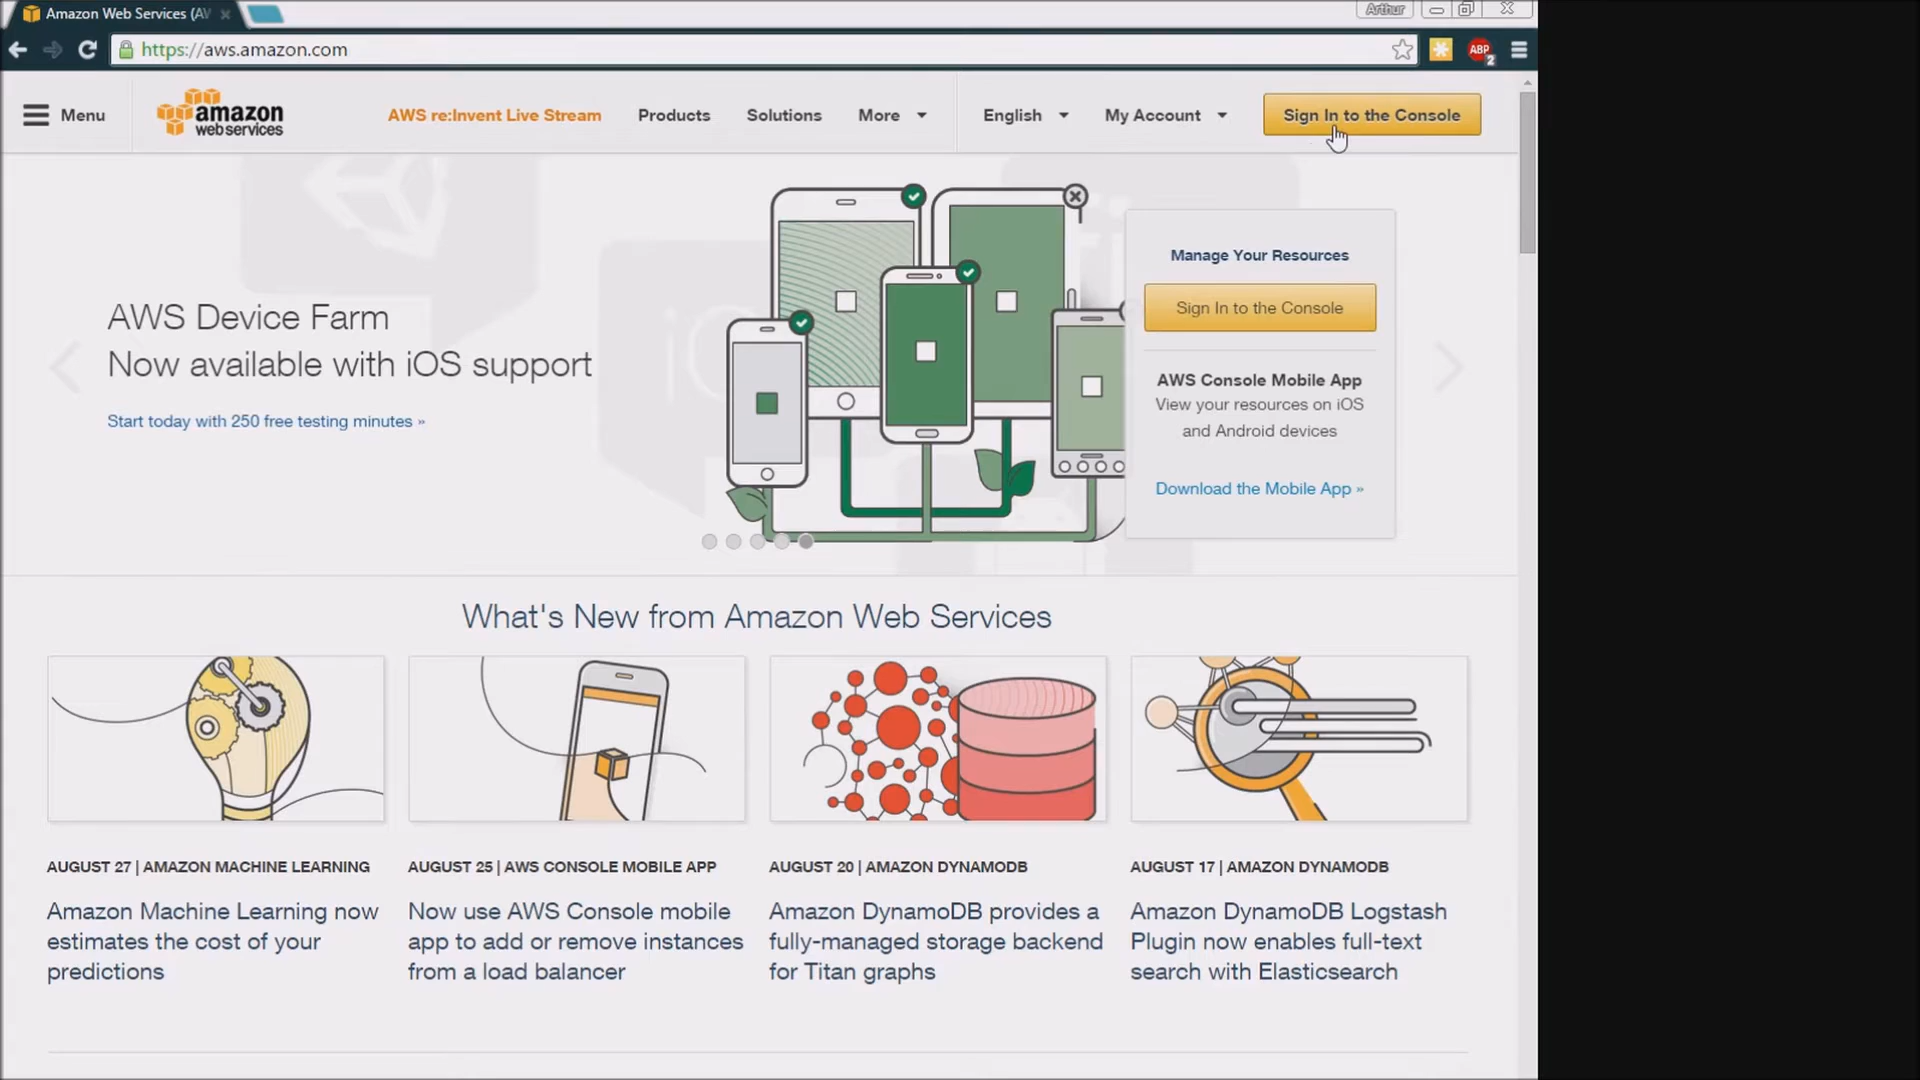 Amazon Web Services (AW
Arthur
https://aws.amazon.com
ABP
2
Menu
amazon
web services
AWS re:Invent Live Stream
Products
Solutions
More
English
My Account
Sign In to the Console
AWS Device Farm
Now available with iOS support
Start today with 250 free testing minutes »
Manage Your Resources
Sign In to the Console
AWS Console Mobile App
View your resources on iOS
and Android devices
Download the Mobile App »
What's New from Amazon Web Services
AUGUST 27 | AMAZON MACHINE LEARNING
Amazon Machine Learning now
estimates the cost of your
predictions
AUGUST 25 | AWS CONSOLE MOBILE APP
Now use AWS Console mobile
app to add or remove instances
from a load balancer
AUGUST 20 | AMAZON DYNAMODB
Amazon DynamoDB provides a
fully-managed storage backend
for Titan graphs
AUGUST 17 | AMAZON DYNAMODB
Amazon DynamoDB Logstash
Plugin now enables full-text
search with Elasticsearch